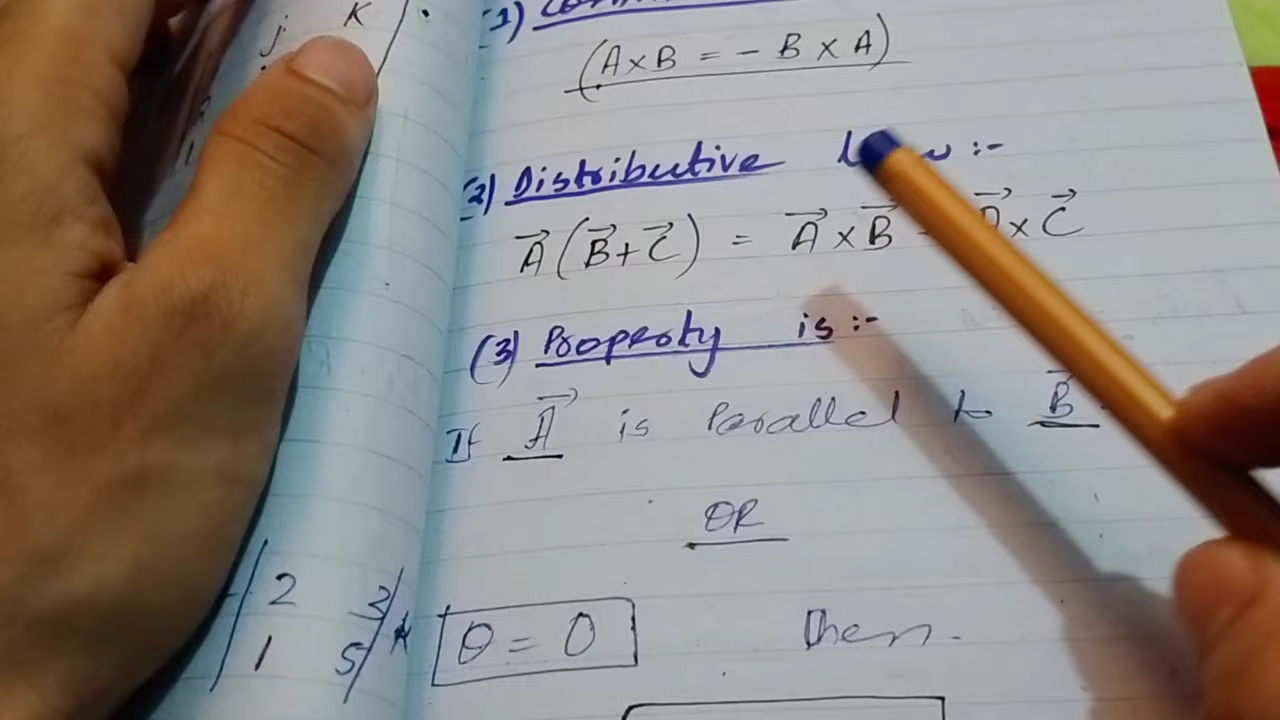 j K
(1)
(A×B = - B × A)
(2) Distributive :-
A⃗(B⃗+C⃗) = A⃗×B⃗ A⃗×C⃗
(3) Property is:-
If A⃗ is Parallel to B⃗
OR
2 3
1 5 k
θ = 0 then.